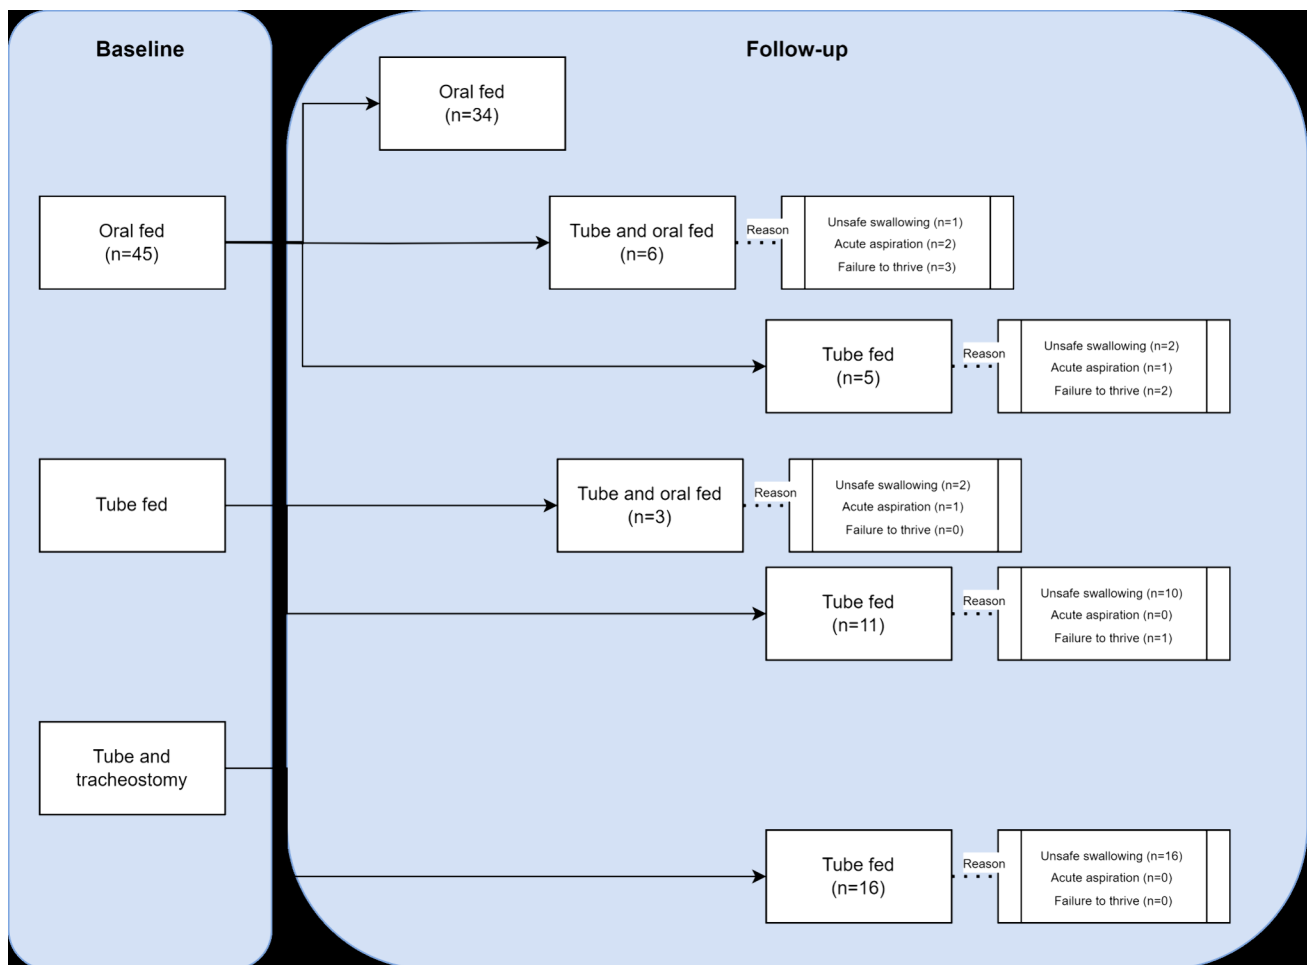 Baseline
Follow-up
Oral fed
(n=34)
Oral fed
(n=45)
Tube and oral fed
(n=6)
Reason
Unsafe swallowing (n=1)
Acute aspiration (n=2)
Failure to thrive (n=3)
Tube fed
(n=5)
Reason
Unsafe swallowing (n=2)
Acute aspiration (n=1)
Failure to thrive (n=2)
Tube fed
Tube and oral fed
(n=3)
Reason
Unsafe swallowing (n=2)
Acute aspiration (n=1)
Failure to thrive (n=0)
Tube fed
(n=11)
Reason
Unsafe swallowing (n=10)
Acute aspiration (n=0)
Failure to thrive (n=1)
Tube and
tracheostomy
Tube fed
(n=16)
Reason
Unsafe swallowing (n=16)
Acute aspiration (n=0)
Failure to thrive (n=0)